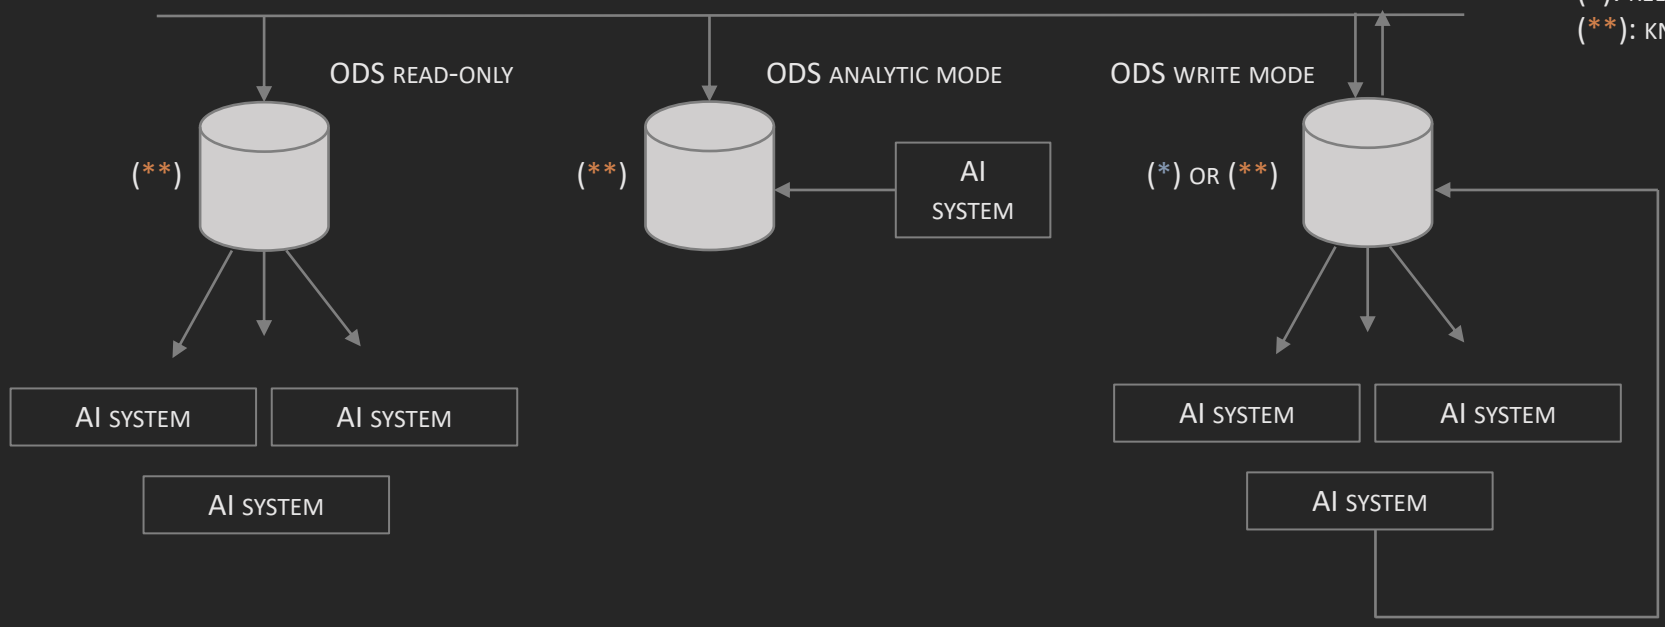 (**): KN
ODS READ-ONLY
ODS ANALYTIC MODE
ODS WRITE MODE
(**)
(**)
AI
SYSTEM
(*) OR (**)
AI SYSTEM
AI SYSTEM
AI SYSTEM
AI SYSTEM
AI SYSTEM
AI SYSTEM